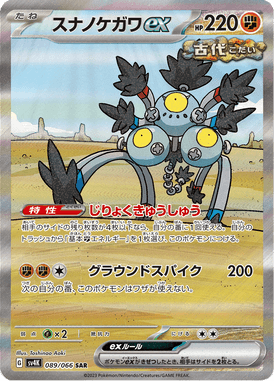 たね スナノケガワex HP220
古代 こだい
特性 じりょくきゅうしゅう
相手のサイドの残り枚数が4枚以下なら、自分の番に1回使える。自分の
トラッシュから「基本エネルギー」を1枚選び、このポケモンにつける。
グラウンドスパイク 200
次の自分の番、このポケモンはワザが使えない。
弱点 ×2 抵抗力 にげる
exルール
ポケモンexがきぜつしたとき、相手はサイドを2枚とる。
Illus. Toshinao Aoki
G sv4K 089/066 SAR
©2023 Pokémon/Nintendo/Creatures/GAME FREAK.